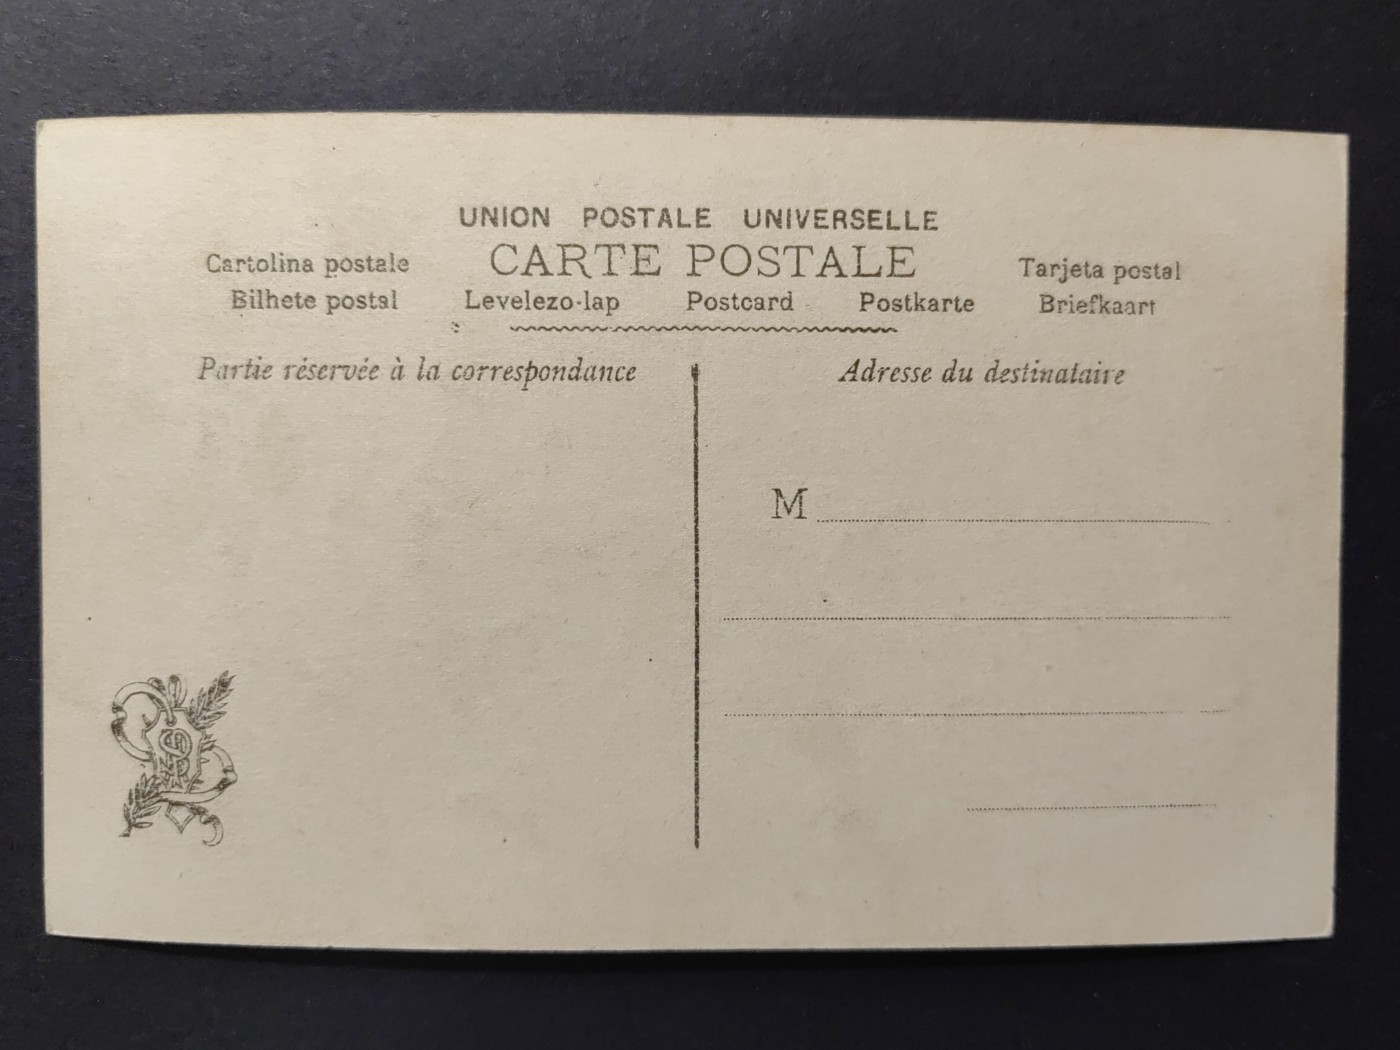 UNION POSTALE UNIVERSELLE
Cartolina postale CARTE POSTALE Tarjeta postal
Bilhete postal Levelezo-lap Postcard Postkarte Briefkaart
Partie réservée à la correspondance
Adresse du destinataire
M